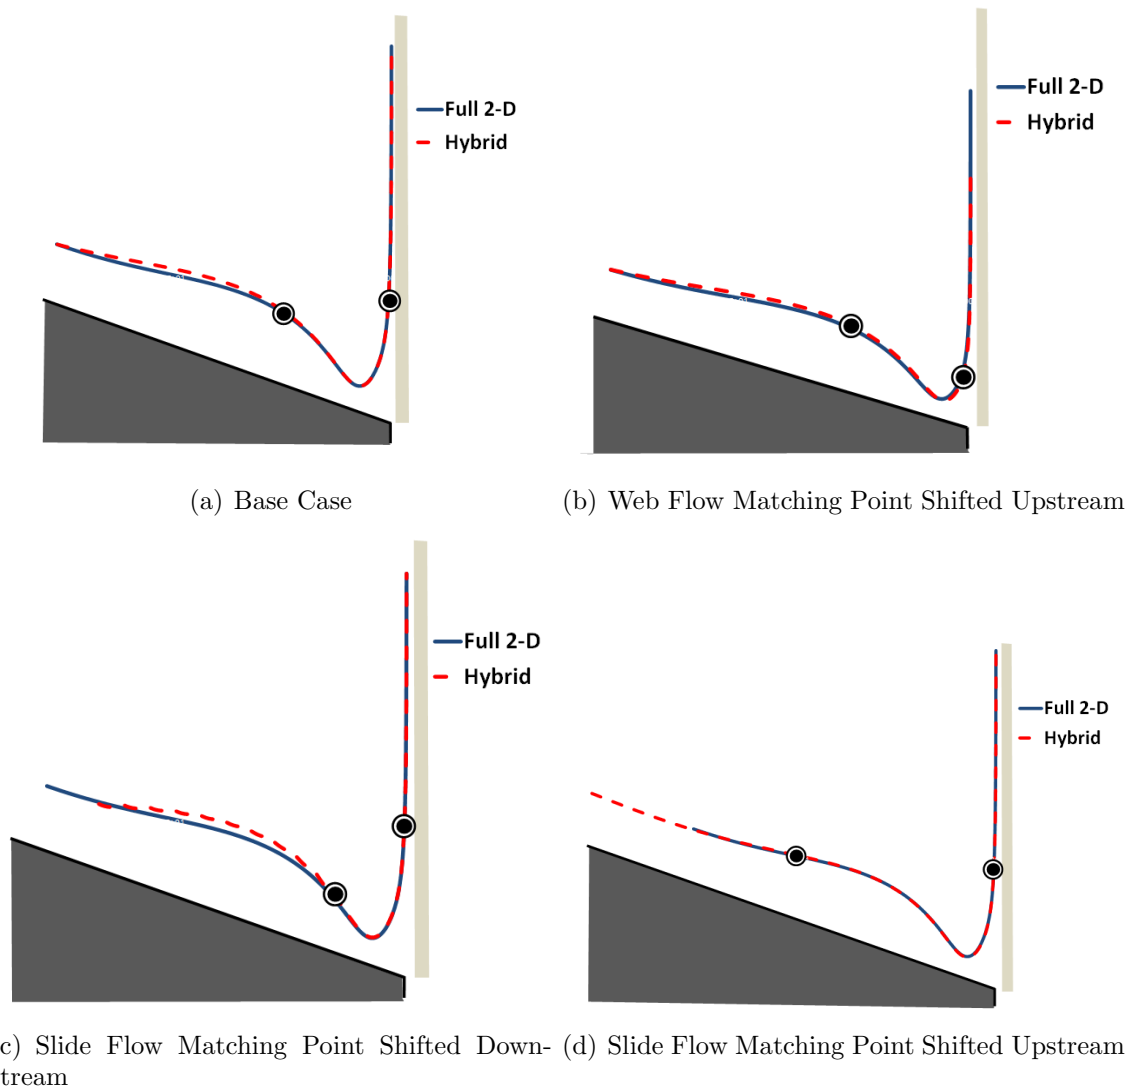 Full 2-D
Hybrid
Full 2-D
Hybrid
(a) Base Case
(b) Web Flow Matching Point Shifted Upstream
Full 2-D
Hybrid
Full 2-D
Hybrid
c) Slide Flow Matching Point Shifted Down-
tream
(d) Slide Flow Matching Point Shifted Upstream